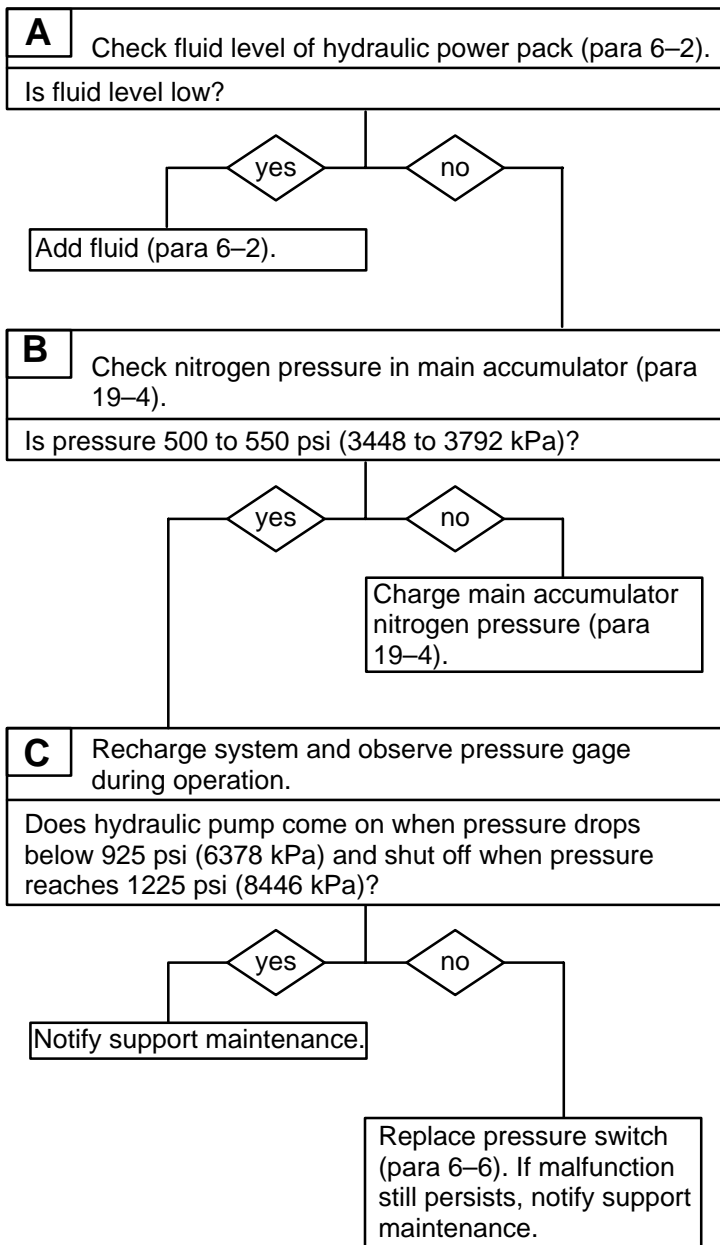 A
Check fluid level of hydraulic power pack (para 6–2).
Is fluid level low?
yes
no
Add fluid (para 6–2).
B
Check nitrogen pressure in main accumulator (para
19–4).
Is pressure 500 to 550 psi (3448 to 3792 kPa)?
yes
no
Charge main accumulator
nitrogen pressure (para
19–4).
C
Recharge system and observe pressure gage
during operation.
Does hydraulic pump come on when pressure drops
below 925 psi (6378 kPa) and shut off when pressure
reaches 1225 psi (8446 kPa)?
yes
no
Notify support maintenance.
Replace pressure switch
(para 6–6). If malfunction
still persists, notify support
maintenance.